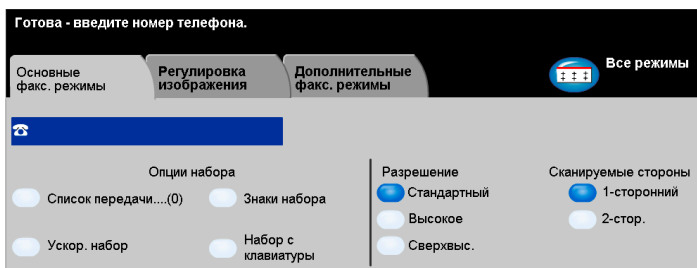 Готова - введите номер телефона.
Основные
факс. режимы
Регулировка
изображения
Дополнительные
факс. режимы
Все режимы
Опции набора
Список передачи....(0)
Знаки набора
Ускор. набор
Набор с
клавиатуры
Разрешение
Стандартный
Высокое
Сверхвыс.
Сканируемые стороны
1-сторонний
2-стор.